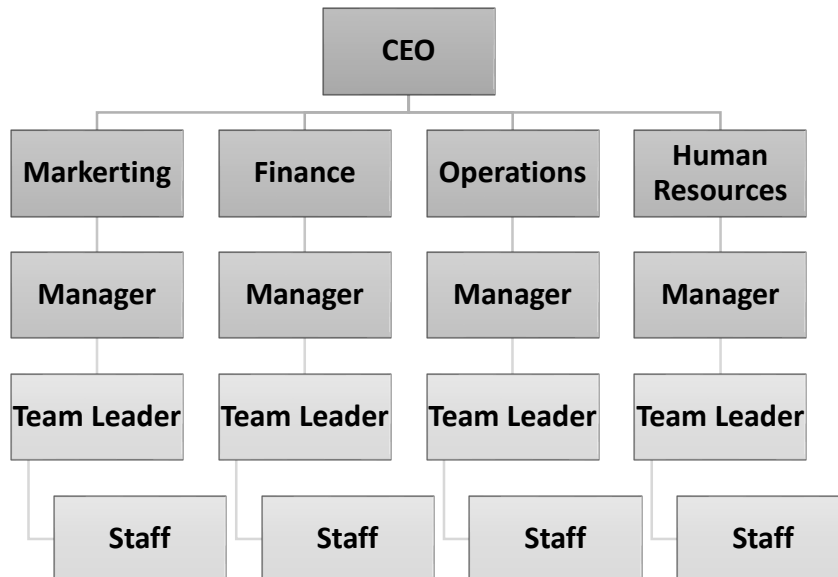 CEO
Markerting
Finance
Operations
Human
Resources
Manager
Manager
Manager
Manager
Team Leader
Team Leader
Team Leader
Team Leader
Staff
Staff
Staff
Staff